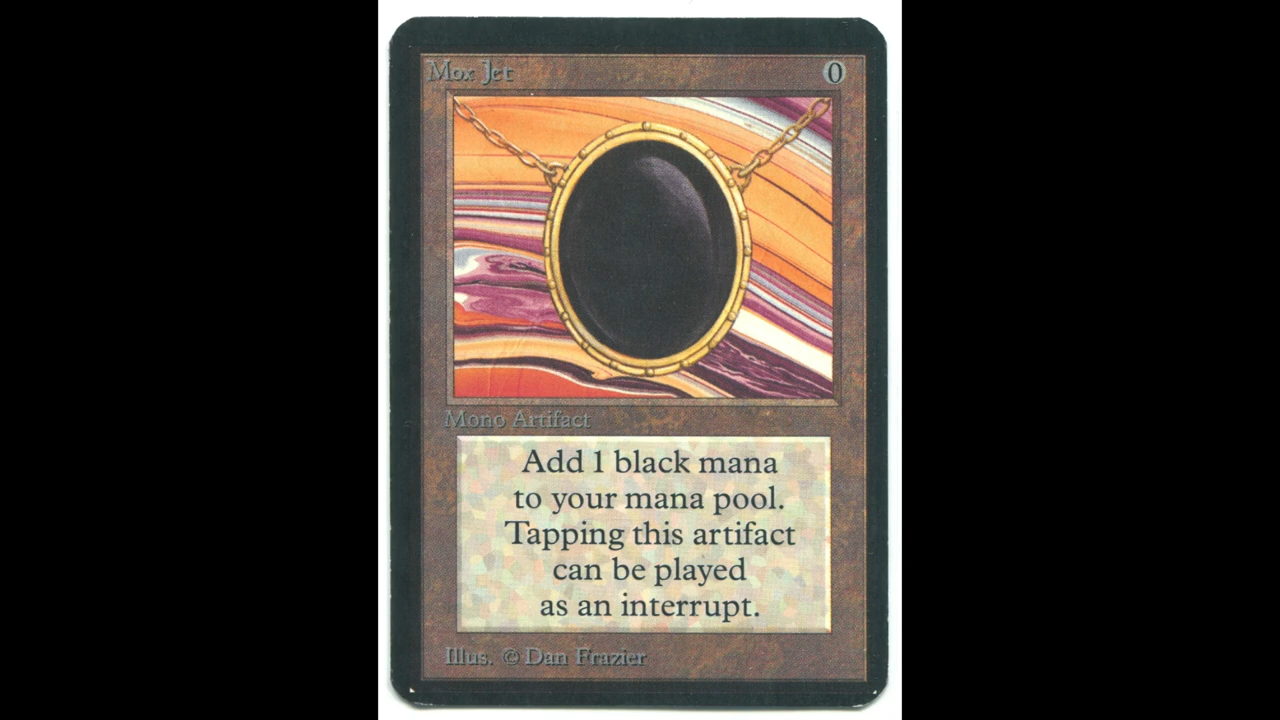 Mox Jet 0
Mono Artifact
Add 1 black mana
to your mana pool.
Tapping this artifact
can be played
as an interrupt.
Illus. © Dan Frazier